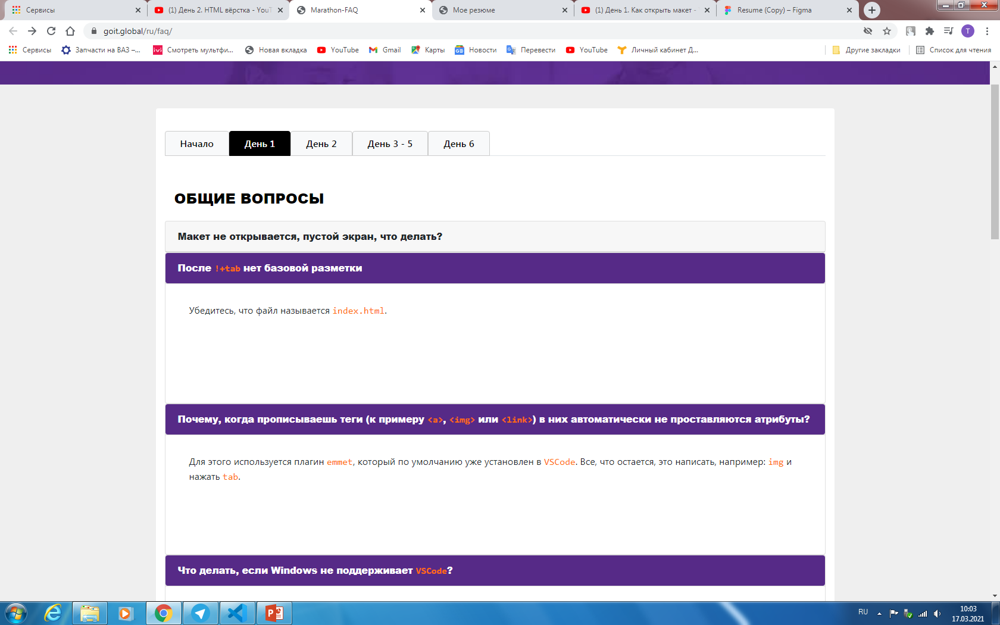 Сервисы
(1) День 2. HTML вёрстка - YouT
Marathon-FAQ
Мое резюме
(1) День 1. Как открыть макет -
Resume (Copy) – Figma
goit.global/ru/faq/
T
Сервисы
Запчасти на ВАЗ –...
ivi
Смотреть мультфи...
Новая вкладка
YouTube
Gmail
Карты
Новости
Перевести
YouTube
Личный кабинет Д...
Другие закладки
Список для чтения
Начало
День 1
День 2
День 3 - 5
День 6
ОБЩИЕ ВОПРОСЫ
Макет не открывается, пустой экран, что делать?
После !+tab нет базовой разметки
Убедитесь, что файл называется index.html.
Почему, когда прописываешь теги (к примеру <a>, <img> или <link>) в них автоматически не проставляются атрибуты?
Для этого используется плагин emmet, который по умолчанию уже установлен в VSCode. Все, что остается, это написать, например: img и
нажать tab.
Что делать, если Windows не поддерживает VSCode?
RU
10:03
17.03.2021